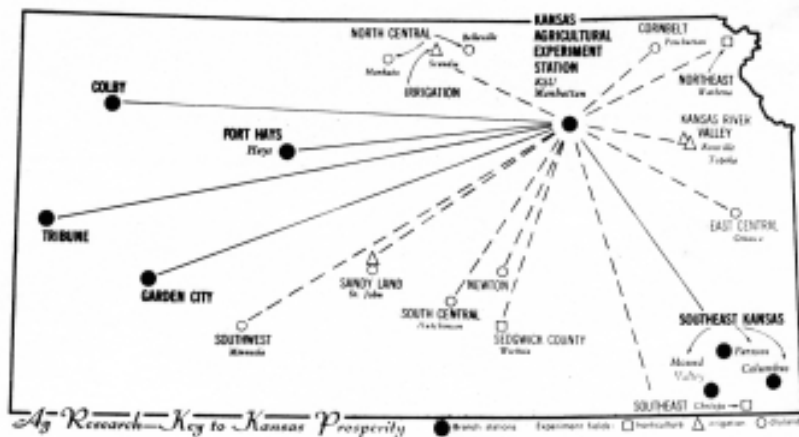 KANSAS
AGRICULTURAL
EXPERIMENT
STATION
KSU
Manhattan
NORTH CENTRAL
Belleville
Mankato
Scandia
IRRIGATION
CORNBELT
Powhattan
NORTHEAST
Wathena
COLBY
FORT HAYS
Hays
KANSAS RIVER
VALLEY
Rossville
Topeka
TRIBUNE
EAST CENTRAL
Ottawa
GARDEN CITY
SANDY LAND
St. John
NEWTON
SOUTHWEST
Minneola
SOUTH CENTRAL
Hutchinson
SEDGWICK COUNTY
Wichita
SOUTHEAST KANSAS
Parsons
Mound
Valley
Columbus
SOUTHEAST
Ag Research—Key to Kansas Prosperity
Branch stations Experiment fields: horticulture irrigation dryland